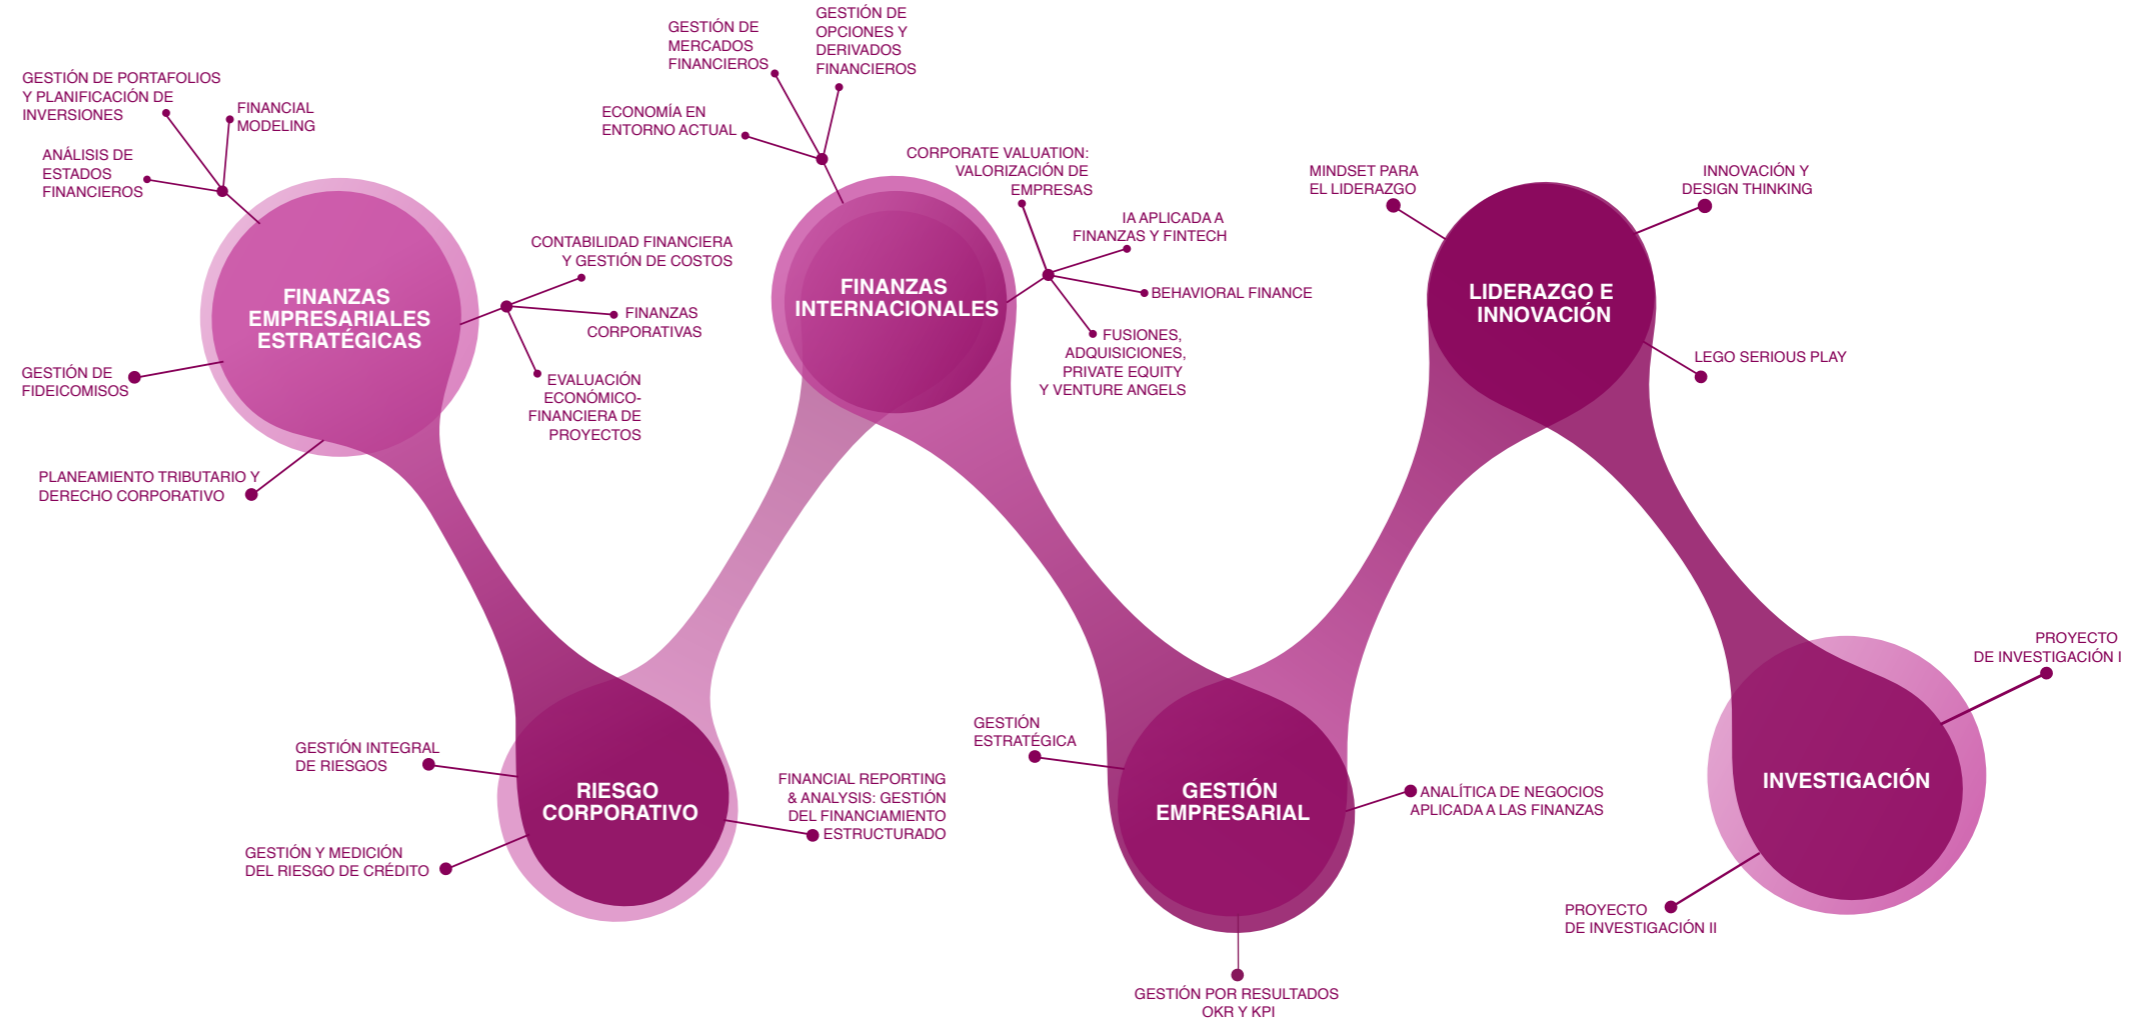 GESTIÓN DE PORTAFOLIOS
Y PLANIFICACIÓN DE
INVERSIONES
FINANCIAL
MODELING
ANÁLISIS DE
ESTADOS
FINANCIEROS
FINANZAS
EMPRESARIALES
ESTRATÉGICAS
CONTABILIDAD FINANCIERA
Y GESTIÓN DE COSTOS
FINANZAS
CORPORATIVAS
EVALUACIÓN
ECONÓMICO-
FINANCIERA DE
PROYECTOS
GESTIÓN DE
FIDEICOMISOS
PLANEAMIENTO TRIBUTARIO Y
DERECHO CORPORATIVO
GESTIÓN INTEGRAL
DE RIESGOS
GESTIÓN Y MEDICIÓN
DEL RIESGO DE CRÉDITO
RIESGO
CORPORATIVO
FINANCIAL REPORTING
& ANALYSIS: GESTIÓN
DEL FINANCIAMIENTO
ESTRUCTURADO
GESTIÓN DE
MERCADOS
FINANCIEROS
GESTIÓN DE
OPCIONES Y
DERIVADOS
FINANCIEROS
ECONOMÍA EN
ENTORNO ACTUAL
FINANZAS
INTERNACIONALES
CORPORATE VALUATION:
VALORIZACIÓN DE
EMPRESAS
IA APLICADA A
FINANZAS Y FINTECH
BEHAVIORAL FINANCE
FUSIONES,
ADQUISICIONES,
PRIVATE EQUITY
Y VENTURE ANGELS
GESTIÓN
ESTRATÉGICA
GESTIÓN
EMPRESARIAL
ANALÍTICA DE NEGOCIOS
APLICADA A LAS FINANZAS
GESTIÓN POR RESULTADOS
OKR Y KPI
MINDSET PARA
EL LIDERAZGO
INNOVACIÓN Y
DESIGN THINKING
LIDERAZGO E
INNOVACIÓN
LEGO SERIOUS PLAY
PROYECTO
DE INVESTIGACIÓN I
INVESTIGACIÓN
PROYECTO
DE INVESTIGACIÓN II